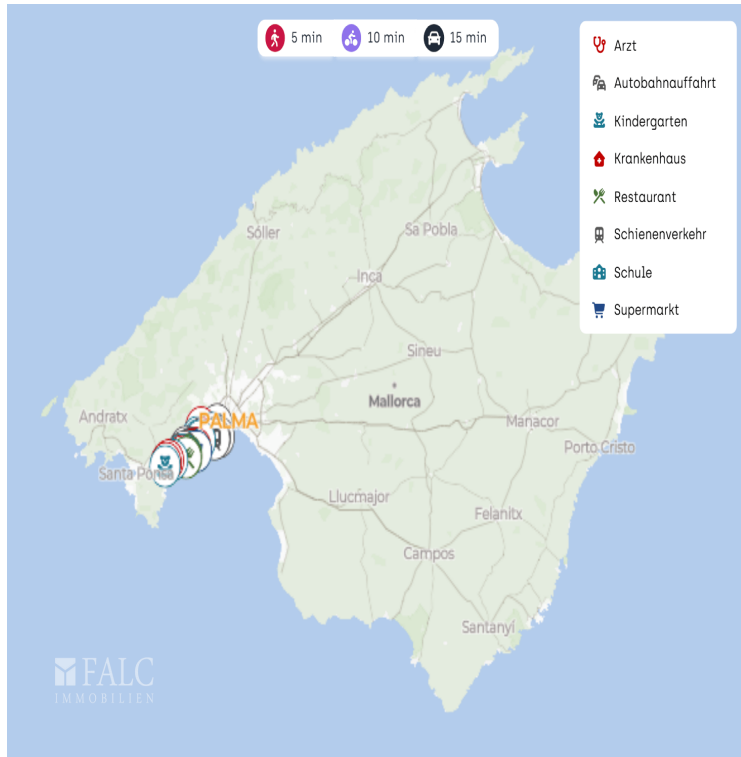 5 min
10 min
15 min
Arzt
Autobahnauffahrt
Kindergarten
Krankenhaus
Restaurant
Schienenverkehr
Schule
Supermarkt
Sóller
Sa Pobla
Inca
Sineu
Mallorca
Andratx
PALMA
Manacor
Porto Cristo
Santa Ponsa
Llucmajor
Felanitx
Campos
Santanyí
FALC
IMMOBILIEN